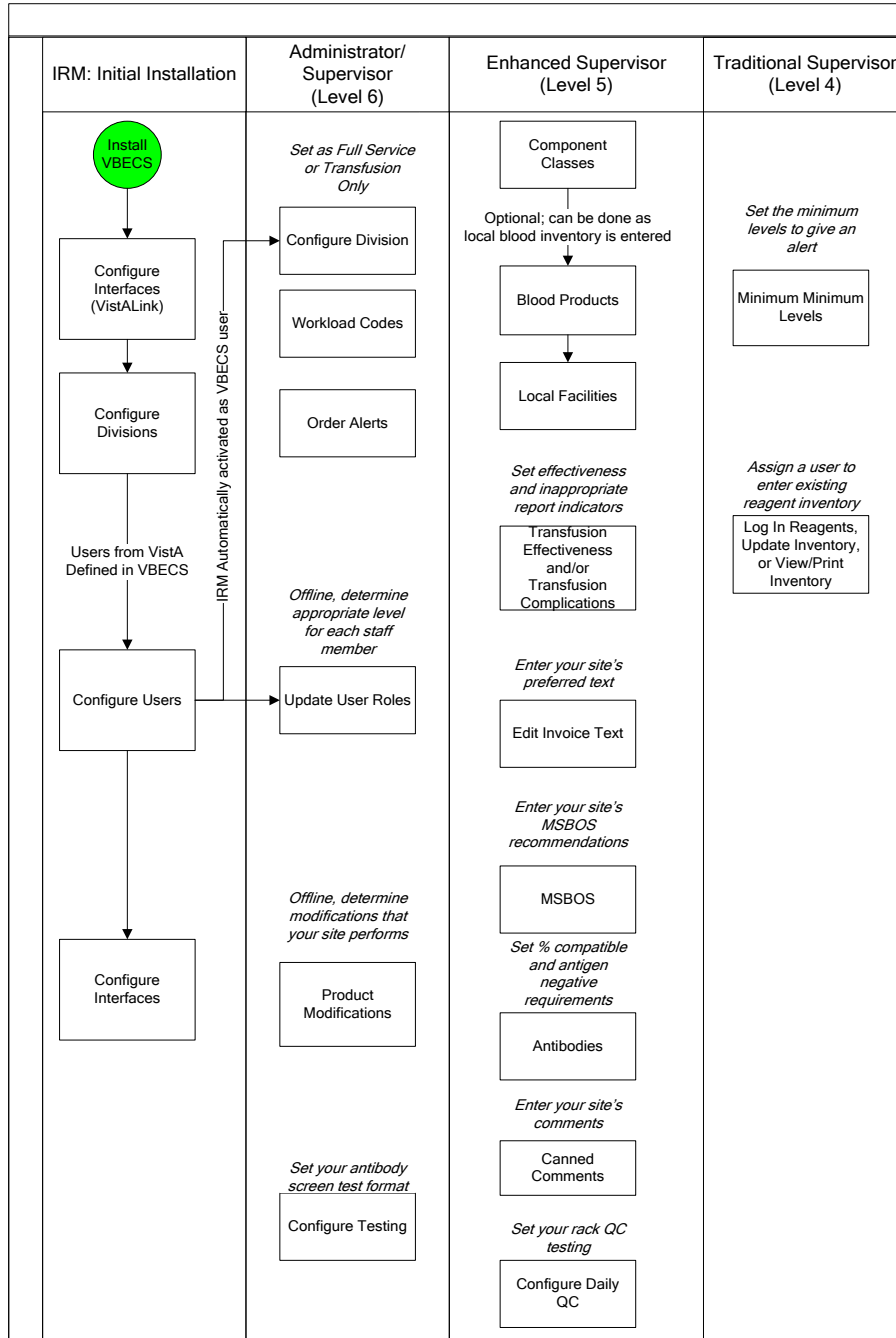 IRM: Initial Installation
Administrator/
Supervisor
(Level 6)
Enhanced Supervisor
(Level 5)
Traditional Supervisor
(Level 4)
Install
VBECS
Configure
Interfaces
(VistALink)
Configure
Divisions
Users from VistA
Defined in VBECS
Configure Users
Configure
Interfaces
IRM Automatically activated as VBECS user
Set as Full Service
or Transfusion
Only
Configure Division
Workload Codes
Order Alerts
Offline, determine
appropriate level
for each staff
member
Update User Roles
Offline, determine
modifications that
your site performs
Product
Modifications
Set your antibody
screen test format
Configure Testing
Component
Classes
Optional; can be done as
local blood inventory is entered
Blood Products
Local Facilities
Set effectiveness
and inappropriate
report indicators
Transfusion
Effectiveness
and/or
Transfusion
Complications
Enter your site's
preferred text
Edit Invoice Text
Enter your site's
MSBOS
recommendations
MSBOS
Set % compatible
and antigen
negative
requirements
Antibodies
Enter your site's
comments
Canned
Comments
Set your rack QC
testing
Configure Daily
QC
Set the minimum
levels to give an
alert
Minimum Minimum
Levels
Assign a user to
enter existing
reagent inventory
Log In Reagents,
Update Inventory,
or View/Print
Inventory